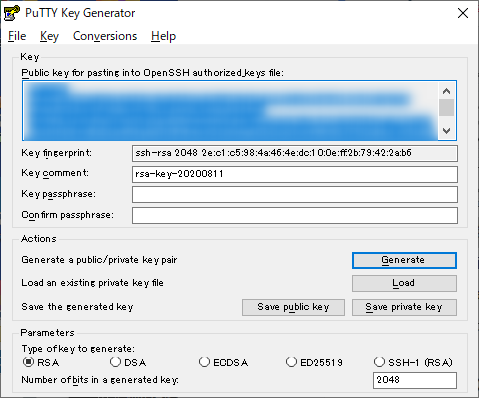 PuTTY Key Generator
File Key Conversions Help
Key
Public key for pasting into OpenSSH authorized_keys file:
Key fingerprint: ssh-rsa 2048 2e:c1:c5:98:4a:46:4e:dc:10:0e:ff:2b:79:42:2a:b6
Key comment: rsa-key-20200811
Key passphrase:
Confirm passphrase:
Actions
Generate a public/private key pair Generate
Load an existing private key file Load
Save the generated key Save public key Save private key
Parameters
Type of key to generate:
RSA DSA ECDSA ED25519 SSH-1 (RSA)
Number of bits in a generated key: 2048